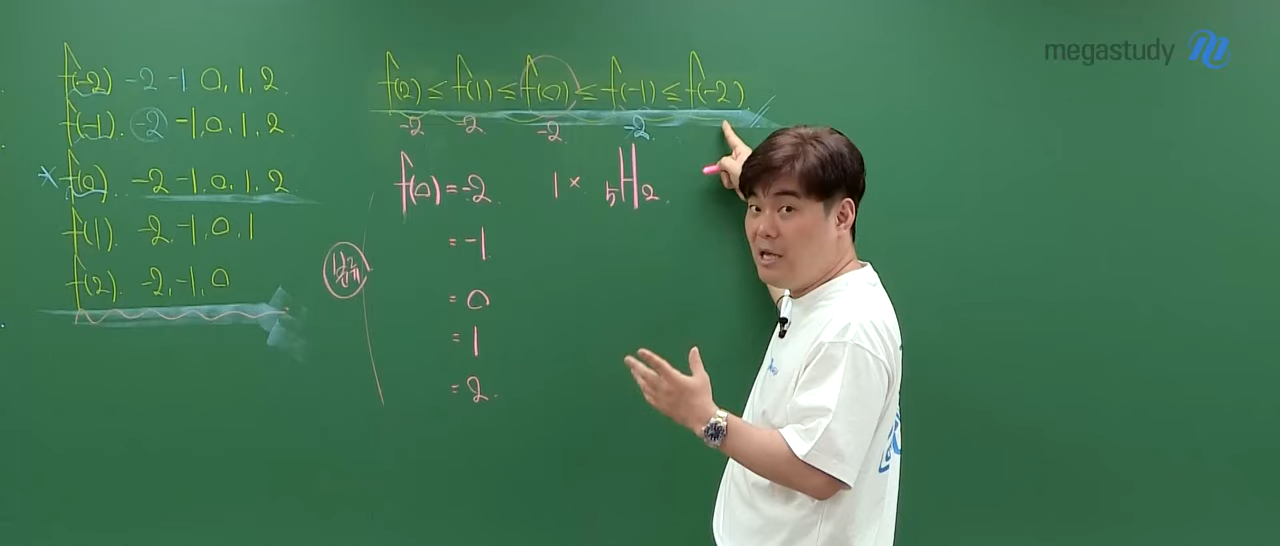 megastudy
f(-2) -2 -1 0, 1, 2
f(-1). -2 -1, 0, 1, 2
* f(0). -2 -1, 0, 1, 2
f(1). -2, -1, 0, 1
f(2). -2, -1, 0
f(2) ≤ f(1) ≤ f(0) ≤ f(-1) ≤ f(-2)
-2 -2 -2 -2
f(0) = -2 1 × ₅H₂
= -1
= 0
= 1
= 2